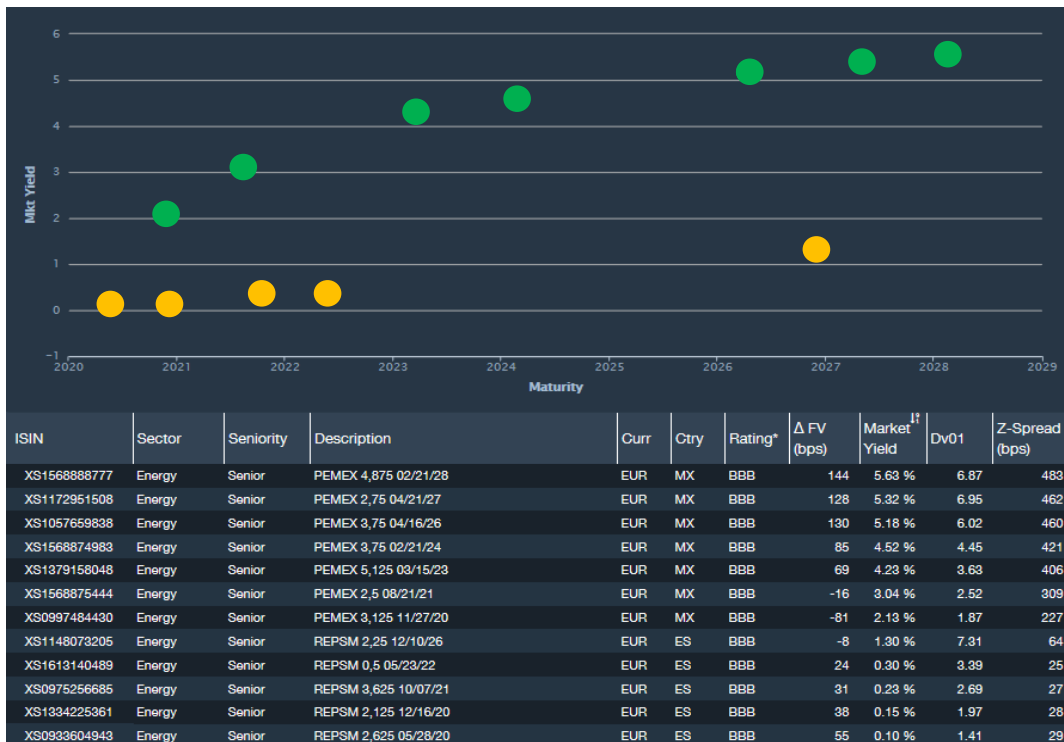 6
5
4
3
2
1
0
−1
Mkt Yield
2020 2021 2022 2023 2024 2025 2026 2027 2028 2029
Maturity
ISIN Sector Seniority Description Curr Ctry Rating* Δ FV (bps) Market Yield Dv01 Z-Spread (bps)
XS1568888777 Energy Senior PEMEX 4,875 02/21/28 EUR MX BBB 144 5.63 % 6.87 483
XS1172951508 Energy Senior PEMEX 2,75 04/21/27 EUR MX BBB 128 5.32 % 6.95 462
XS1057659838 Energy Senior PEMEX 3,75 04/16/26 EUR MX BBB 130 5.18 % 6.02 460
XS1568874983 Energy Senior PEMEX 3,75 02/21/24 EUR MX BBB 85 4.52 % 4.45 421
XS1379158048 Energy Senior PEMEX 5,125 03/15/23 EUR MX BBB 69 4.23 % 3.63 406
XS1568875444 Energy Senior PEMEX 2,5 08/21/21 EUR MX BBB -16 3.04 % 2.52 309
XS0997484430 Energy Senior PEMEX 3,125 11/27/20 EUR MX BBB -81 2.13 % 1.87 227
XS1148073205 Energy Senior REPSM 2,25 12/10/26 EUR ES BBB -8 1.30 % 7.31 64
XS1613140489 Energy Senior REPSM 0,5 05/23/22 EUR ES BBB 24 0.30 % 3.39 25
XS0975256685 Energy Senior REPSM 3,625 10/07/21 EUR ES BBB 31 0.23 % 2.69 27
XS1334225361 Energy Senior REPSM 2,125 12/16/20 EUR ES BBB 38 0.15 % 1.97 28
XS0933604943 Energy Senior REPSM 2,625 05/28/20 EUR ES BBB 55 0.10 % 1.41 29